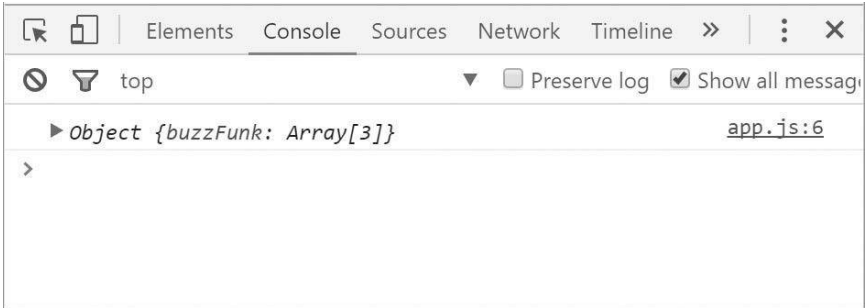 Elements Console Sources Network Timeline »
top ▼ Preserve log Show all messag
▶ Object {buzzFunk: Array[3]} app.js:6
>